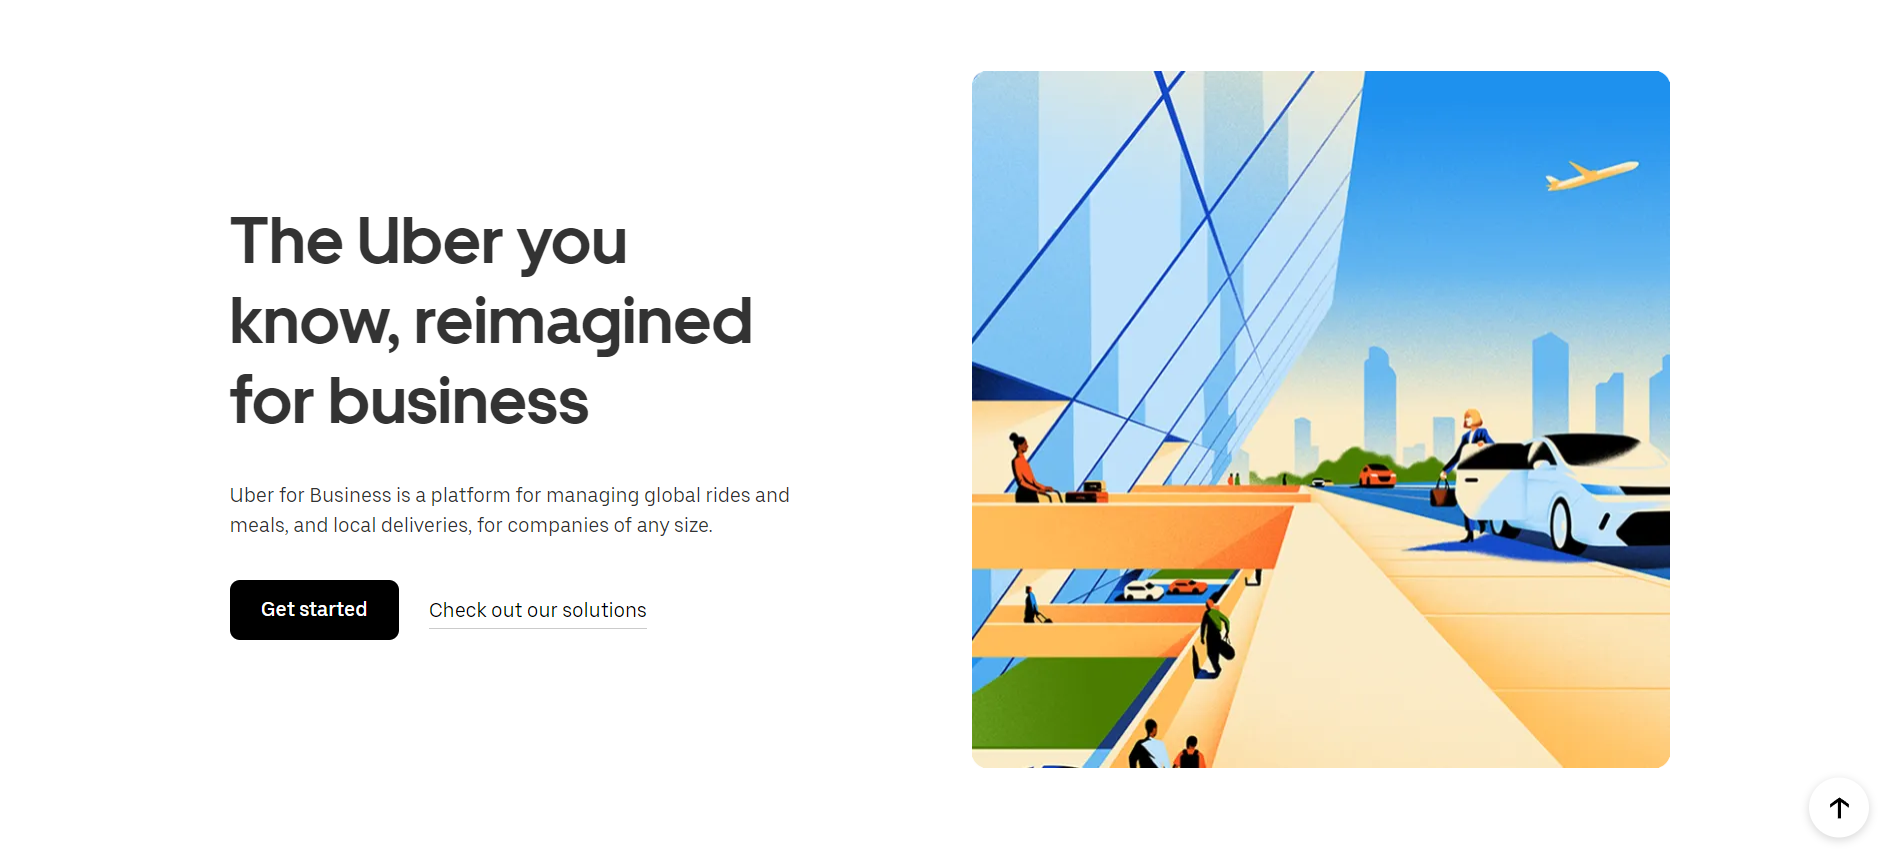 The Uber you
know, reimagined
for business
Uber for Business is a platform for managing global rides and
meals, and local deliveries, for companies of any size.
Get started
Check out our solutions